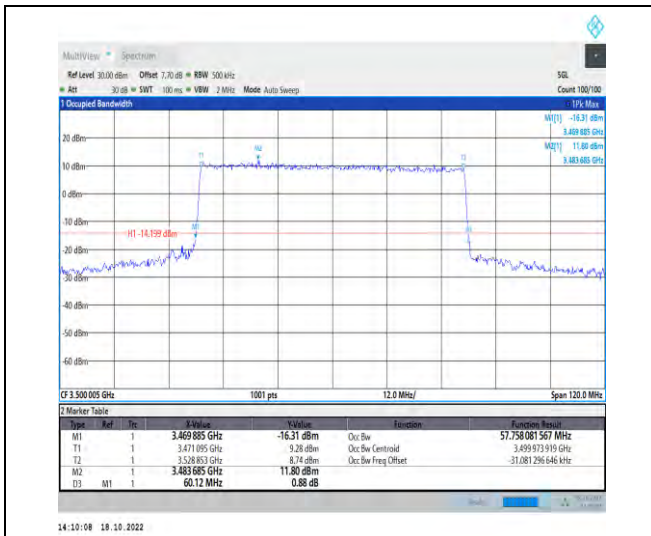 MultiView Spectrum
Ref Level 30.00 dBm Offset 7.70 dB RBW 500 kHz SGL
Att 30 dB SWT 100 ms VBW 2 MHz Mode Auto Sweep Count 100/100
1 Occupied Bandwidth 1Pk Max
M1[1] -16.31 dBm
3.469 885 GHz
M2[1] 11.80 dBm
3.483 685 GHz
20 dBm
M2
T1 T2
10 dBm
0 dBm
-10 dBm
M1
H1 -14.199 dBm
-20 dBm
-30 dBm
-40 dBm
-50 dBm
-60 dBm
CF 3.500 005 GHz 1001 pts 12.0 MHz/ Span 120.0 MHz
2 Marker Table
Type Ref Trc X-Value Y-Value Function Function Result
M1 1 3.469 885 GHz -16.31 dBm Occ Bw 57.758 081 567 MHz
T1 1 3.471 095 GHz 9.28 dBm Occ Bw Centroid 3.499 973 919 GHz
T2 1 3.528 853 GHz 8.74 dBm Occ Bw Freq Offset -31.081 296 646 kHz
M2 1 3.483 685 GHz 11.80 dBm
D3 M1 1 60.12 MHz 0.88 dB
14:10:08 18.10.2022